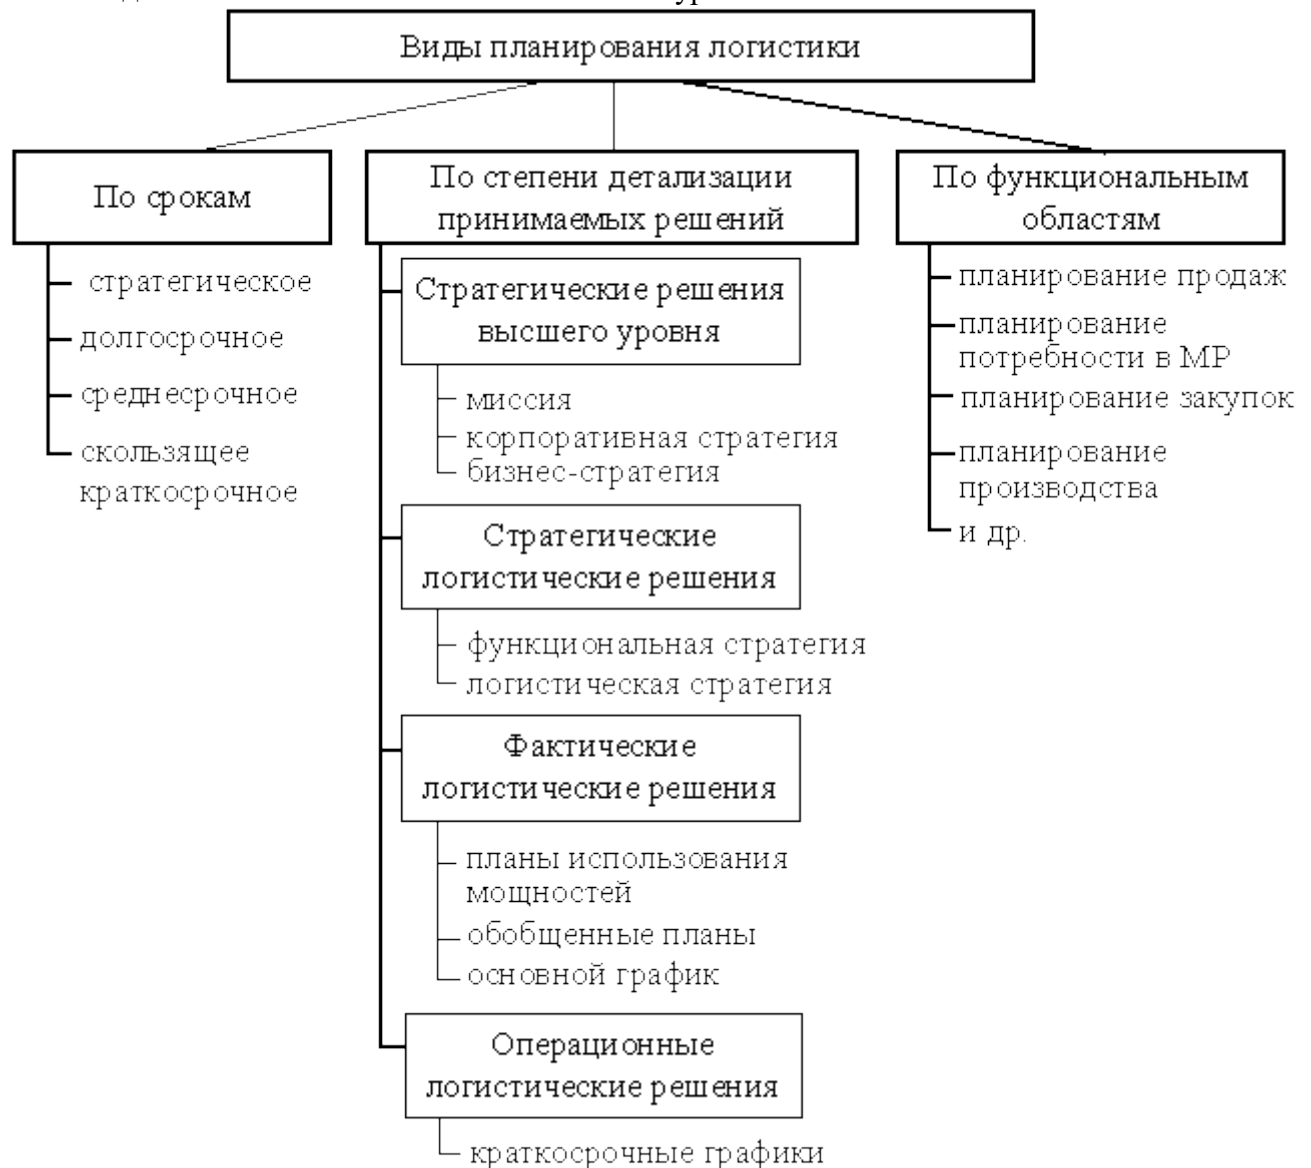 Виды планирования логистики
По срокам
стратегическое
долгосрочное
среднесрочное
скользящее
краткосрочное
По степени детализации
принимаемых решений
Стратегические решения
высшего уровня
миссия
корпоративная стратегия
бизнес-стратегия
Стратегические
логистические решения
функциональная стратегия
логистическая стратегия
Фактические
логистические решения
планы использования
мощностей
обобщенные планы
основной график
Операционные
логистические решения
краткосрочные графики
По функциональным
областям
планирование продаж
планирование
потребности в МР
планирование закупок
планирование
производства
и др.